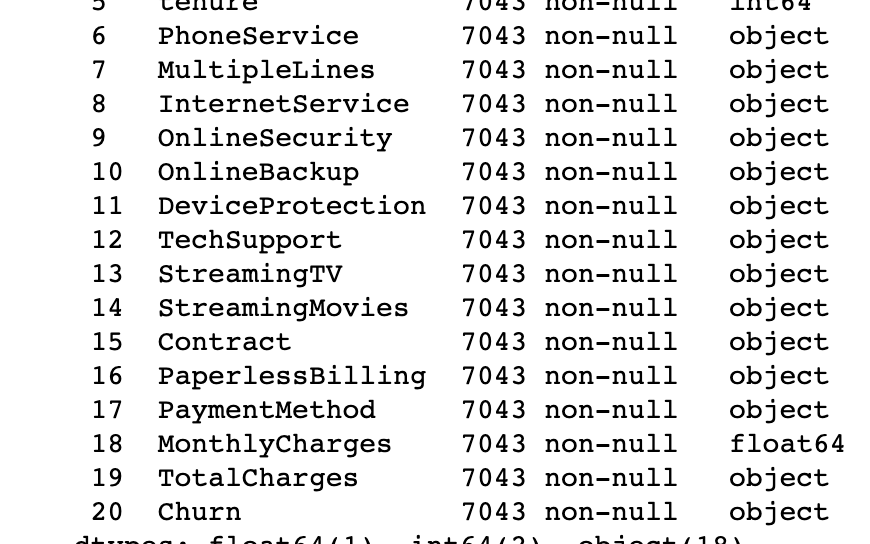 5 tenure 7043 non-null int64
6 PhoneService 7043 non-null object
7 MultipleLines 7043 non-null object
8 InternetService 7043 non-null object
9 OnlineSecurity 7043 non-null object
10 OnlineBackup 7043 non-null object
11 DeviceProtection 7043 non-null object
12 TechSupport 7043 non-null object
13 StreamingTV 7043 non-null object
14 StreamingMovies 7043 non-null object
15 Contract 7043 non-null object
16 PaperlessBilling 7043 non-null object
17 PaymentMethod 7043 non-null object
18 MonthlyCharges 7043 non-null float64
19 TotalCharges 7043 non-null object
20 Churn 7043 non-null object
dtypes: float64(1), int64(2), object(18)